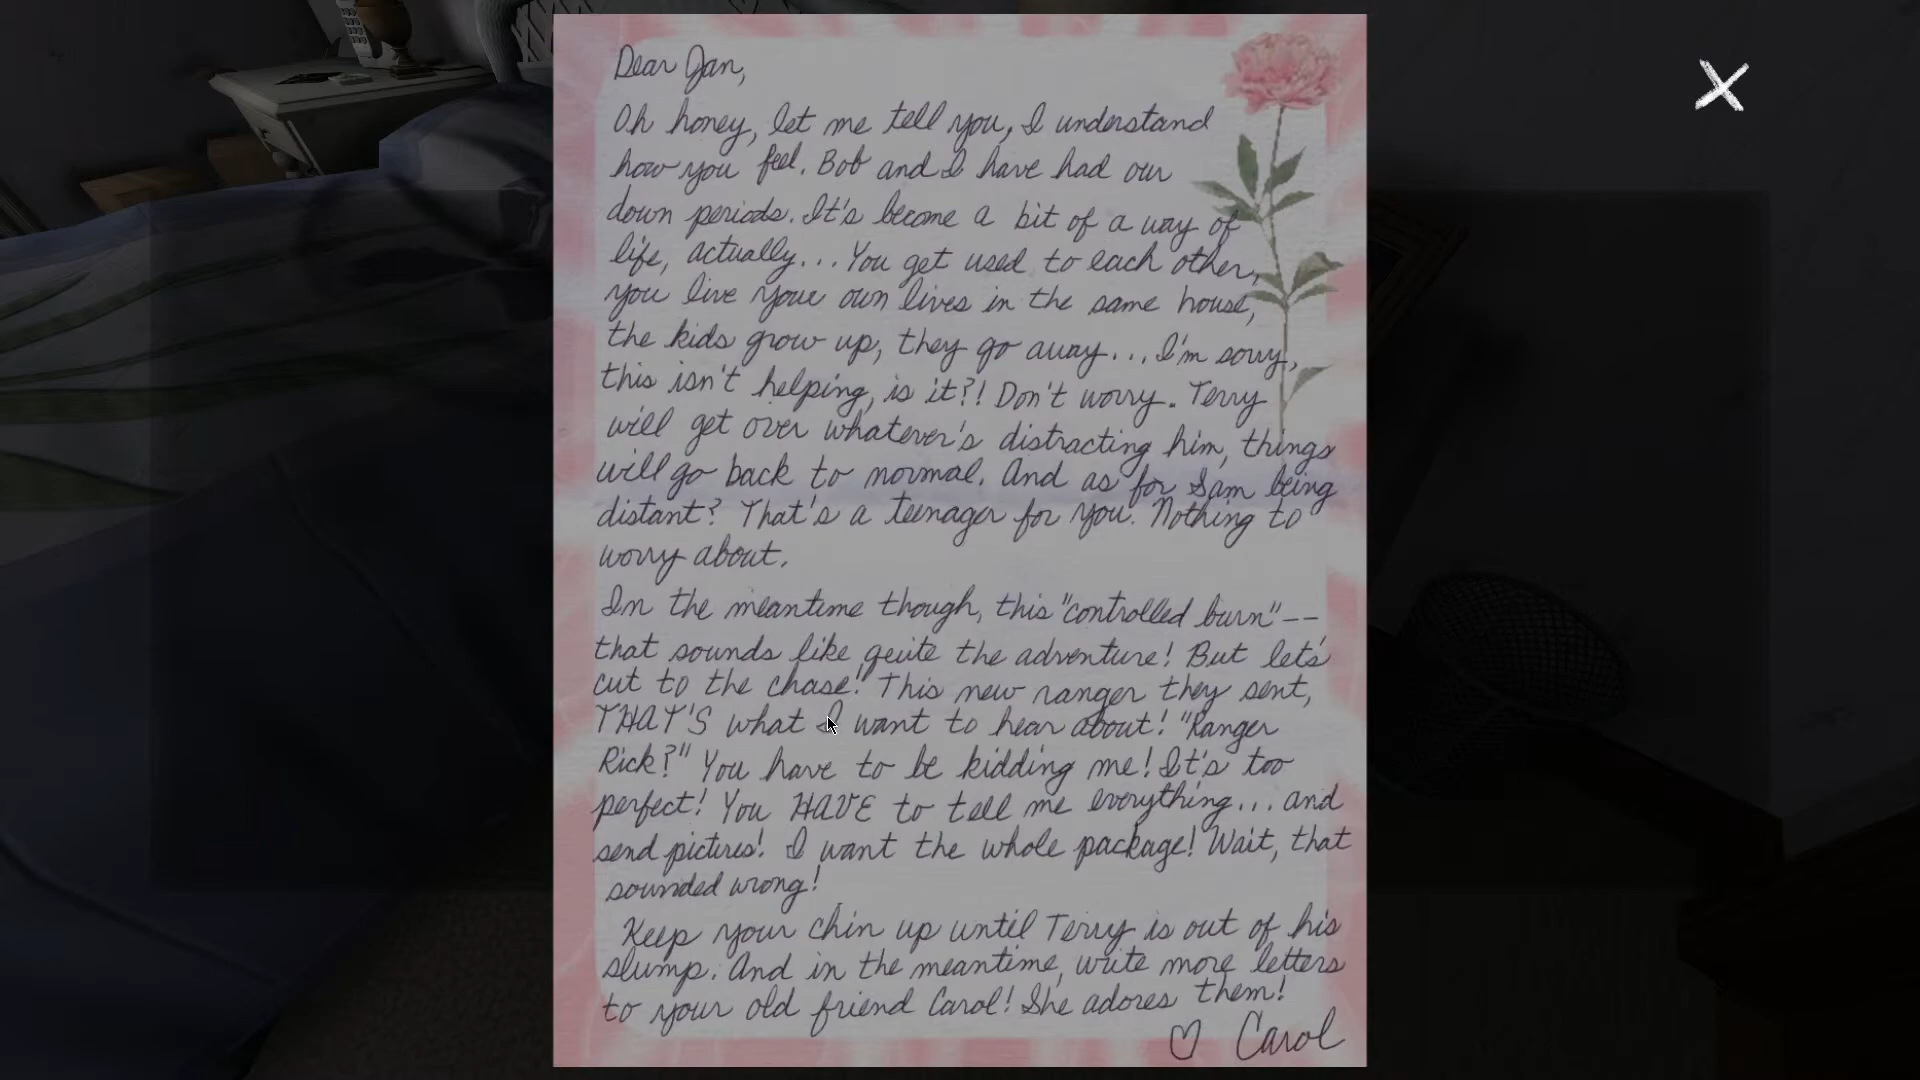 Dear Jan,
Oh honey, let me tell you, I understand
how you feel. Bob and I have had our
down periods. It's become a bit of a way of
life, actually... You get used to each other,
you live your own lives in the same house,
the kids grow up, they go away... I'm sorry,
this isn't helping, is it?! Don't worry. Terry
will get over whatever's distracting him, things
will go back to normal. And as for Sam being
distant? That's a teenager for you. Nothing to
worry about.
In the meantime though, this "controlled burn"--
that sounds like quite the adventure! But let's
cut to the chase! This new ranger they sent,
THAT'S what I want to hear about! "Ranger
Rick?" You have to be kidding me! It's too
perfect! You HAVE to tell me everything... and
send pictures! I want the whole package! Wait, that
sounded wrong!
Keep your chin up until Terry is out of his
slump. And in the meantime, write more letters
to your old friend Carol! She adores them!
♡ Carol